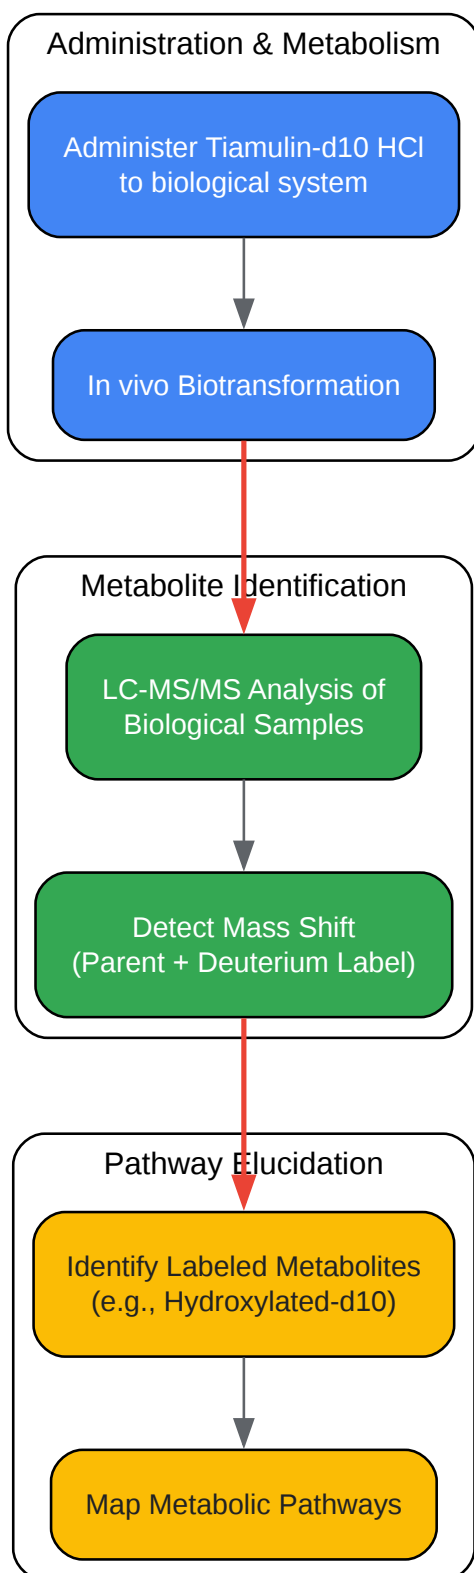 Administration & Metabolism
Administer Tiamulin-d10 HCl
to biological system
In vivo Biotransformation
Metabolite Identification
LC-MS/MS Analysis of
Biological Samples
Detect Mass Shift
(Parent + Deuterium Label)
Pathway Elucidation
Identify Labeled Metabolites
(e.g., Hydroxylated-d10)
Map Metabolic Pathways